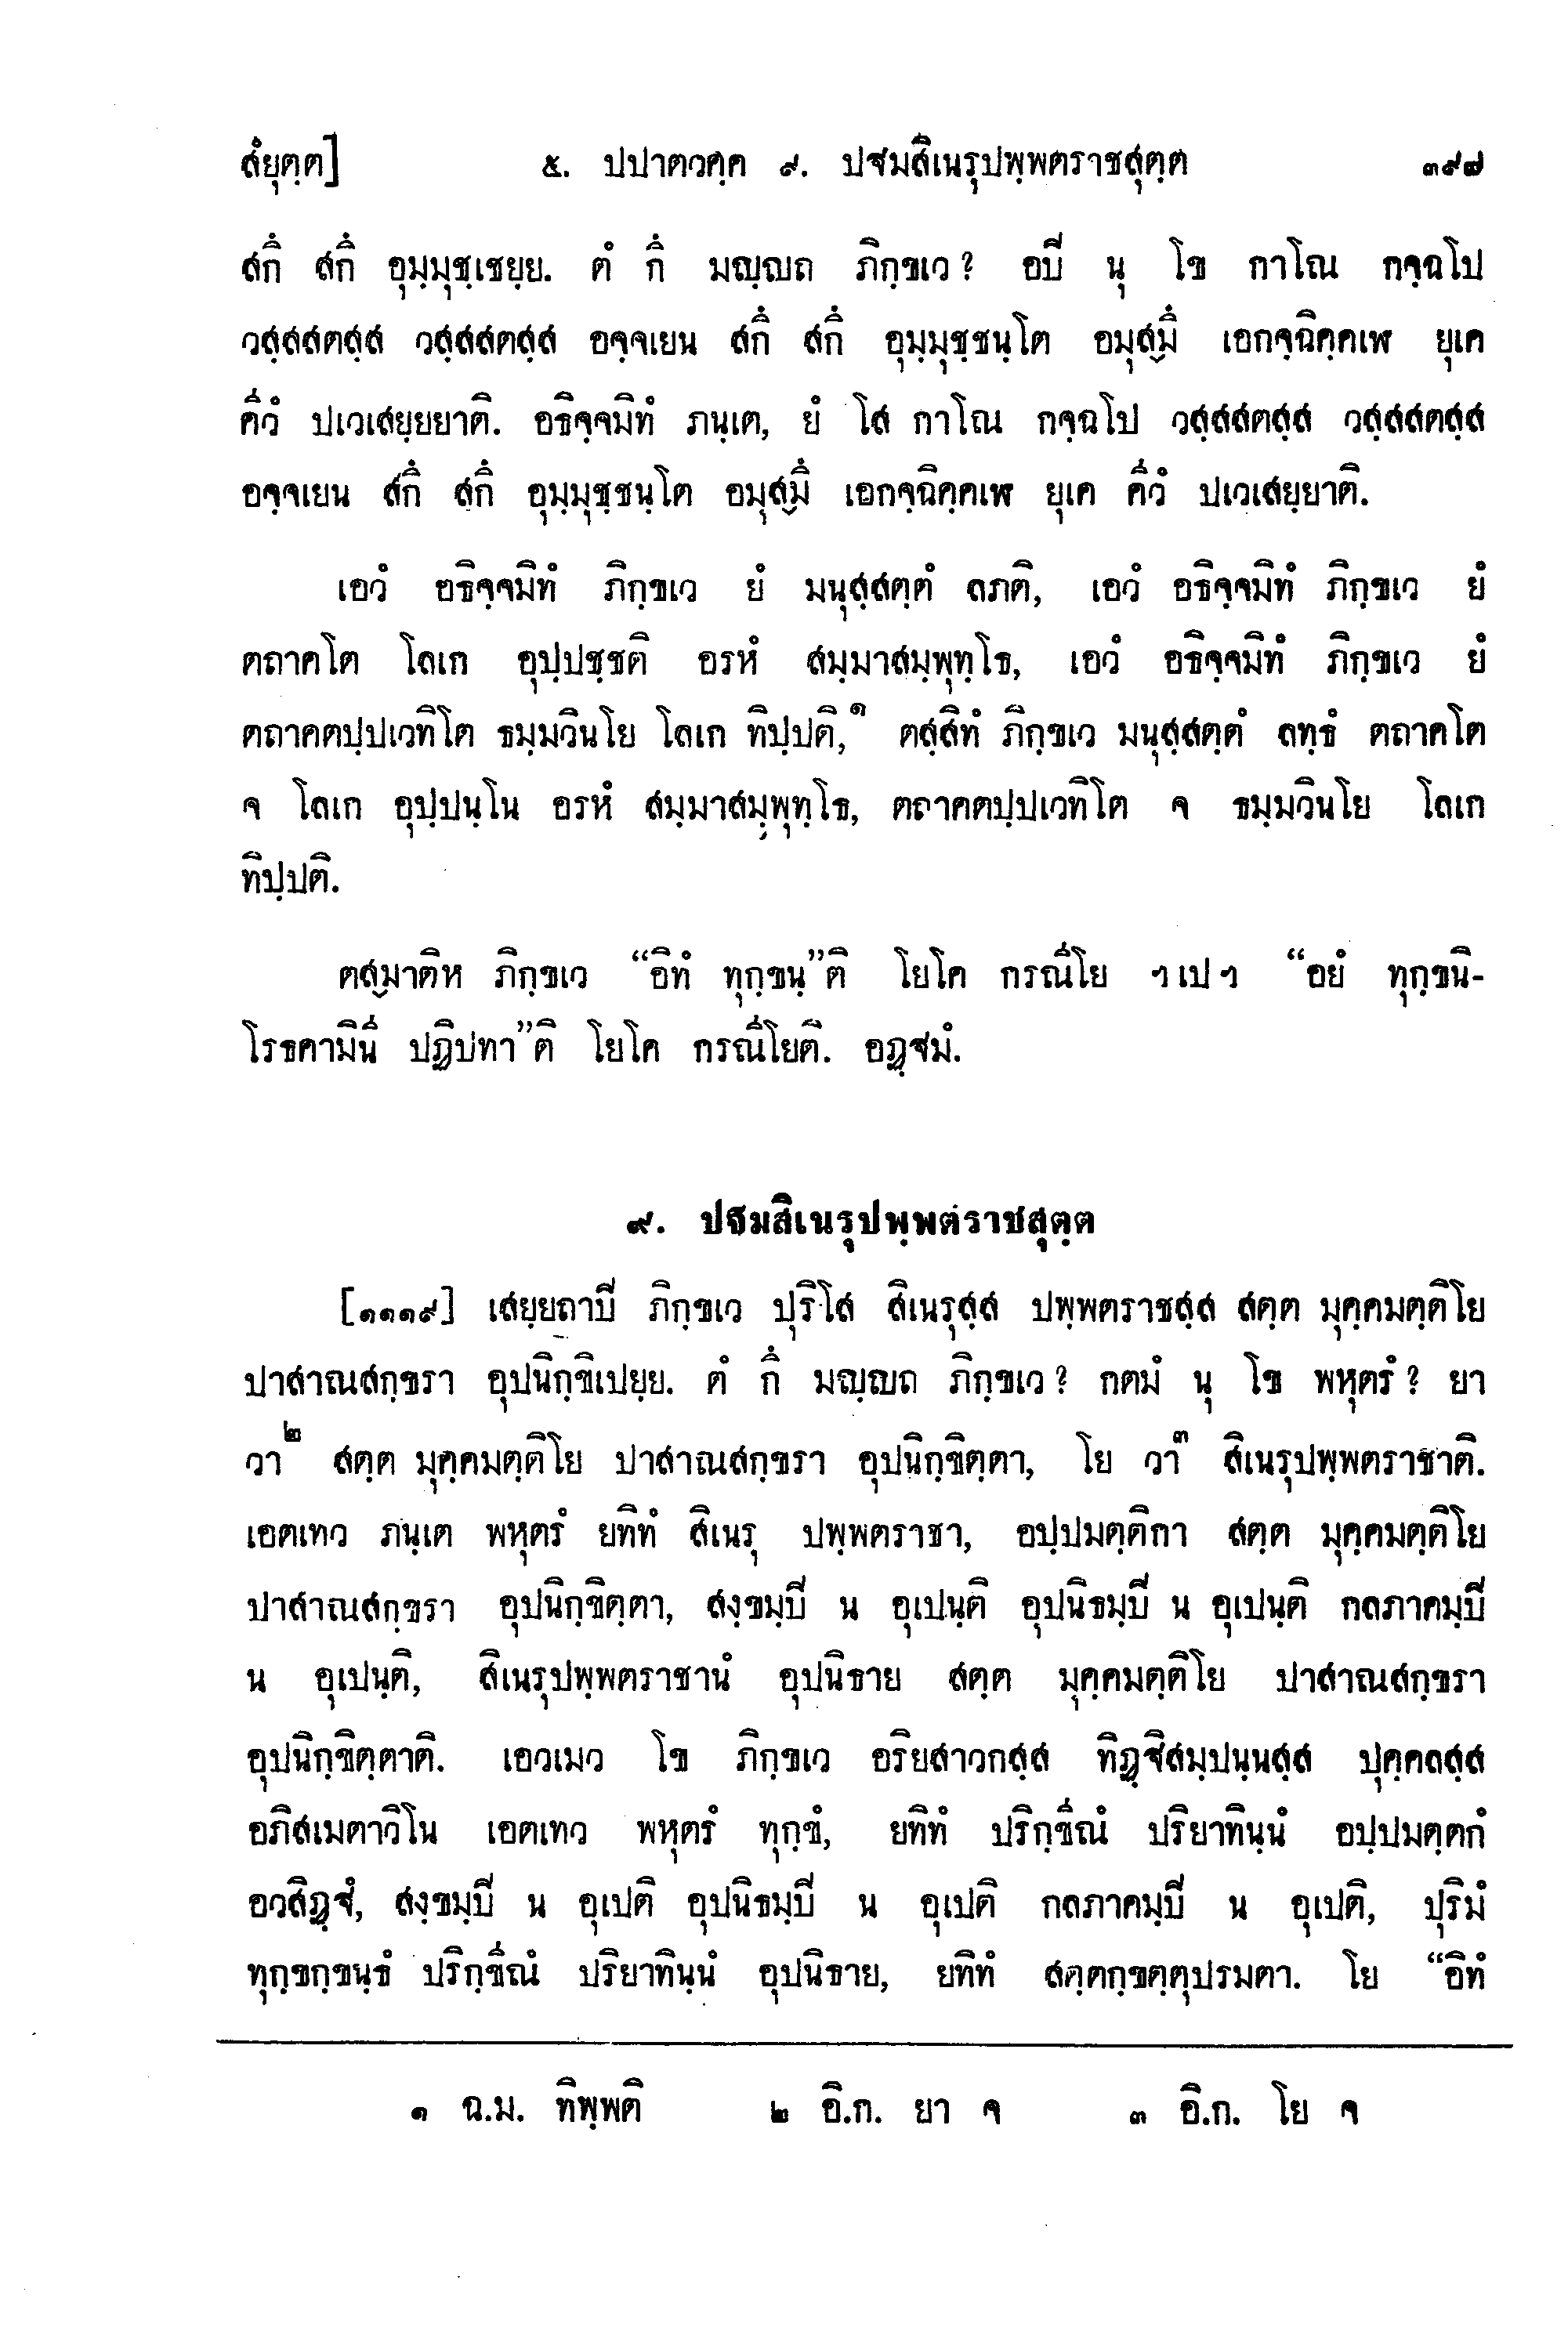 สํยุตฺต] ๕. ปปาตวคฺค ๙. ปฐมสิเนรุปพฺพตราชสุตฺต ๓๙๗
สกึ สกึ อุมฺมุชฺเชยฺย. ตํ กึ มญฺญถ ภิกฺขเว? อปิ นุ โข กาโณ กจฺฉโป
วสฺสสตสฺส วสฺสสตสฺส อจฺจเยน สกึ สกึ อุมฺมุชฺชนฺโต อมุสฺมึ เอกจฺฉิคฺคเฬ ยุเค
คีวํ ปเวเสยฺยยาติ. อธิจฺจมิทํ ภนฺเต, ยํ โส กาโณ กจฺฉโป วสฺสสตสฺส วสฺสสตสฺส
อจฺจเยน สกึ สกึ อุมฺมุชฺชนฺโต อมุสฺมึ เอกจฺฉิคฺคเฬ ยุเค คีวํ ปเวเสยฺยาติ.
เอวํ อธิจฺจมิทํ ภิกฺขเว ยํ มนุสฺสตฺตํ ลภติ, เอวํ อธิจฺจมิทํ ภิกฺขเว ยํ
ตถาคโต โลเก อุปฺปชฺชติ อรหํ สมฺมาสมฺพุทฺโธ, เอวํ อธิจฺจมิทํ ภิกฺขเว ยํ
ตถาคตปฺปเวทิโต ธมฺมวินโย โลเก ทิปฺปติ,๑ ตสฺสิทํ ภิกฺขเว มนุสฺสตฺตํ ลทฺธํ ตถาคโต
จ โลเก อุปฺปนฺโน อรหํ สมฺมาสมฺพุทฺโธ, ตถาคตปฺปเวทิโต จ ธมฺมวินโย โลเก
ทิปฺปติ.
ตสฺมาติห ภิกฺขเว “อิทํ ทุกฺขนฺ”ติ โยโค กรณีโย ฯ เป ฯ “อยํ ทุกฺขนิ-
โรธคามินี ปฏิปทา”ติ โยโค กรณีโยติ. อฏฺฐมํ.
๙. ปฐมสิเนรุปพฺพตราชสุตฺต
[๑๑๑๙] เสยฺยถาปิ ภิกฺขเว ปุริโส สิเนรุสฺส ปพฺพตราชสฺส สตฺต มุคฺคมตฺติโย
ปาสาณสกฺขรา อุปนิกฺขิเปยฺย. ตํ กึ มญฺญถ ภิกฺขเว? กตมํ นุ โข พหุตรํ? ยา
วา๒ สตฺต มุคฺคมตฺติโย ปาสาณสกฺขรา อุปนิกฺขิตฺตา, โย วา๓ สิเนรุปพฺพตราชาติ.
เอตเทว ภนฺเต พหุตรํ ยทิทํ สิเนรุ ปพฺพตราชา, อปฺปมตฺติกา สตฺต มุคฺคมตฺติโย
ปาสาณสกฺขรา อุปนิกฺขิตฺตา, สงฺขมฺปิ น อุเปนฺติ อุปนิธมฺปิ น อุเปนฺติ กลภาคมฺปิ
น อุเปนฺติ, สิเนรุปพฺพตราชานํ อุปนิธาย สตฺต มุคฺคมตฺติโย ปาสาณสกฺขรา
อุปนิกฺขิตฺตาติ. เอวเมว โข ภิกฺขเว อริยสาวกสฺส ทิฏฺฐิสมฺปนฺนสฺส ปุคฺคลสฺส
อภิสเมตาวิโน เอตเทว พหุตรํ ทุกฺขํ, ยทิทํ ปริกฺขีณํ ปริยาทินฺนํ อปฺปมตฺตกํ
อวสิฏฺฐํ, สงฺขมฺปิ น อุเปติ อุปนิธมฺปิ น อุเปติ กลภาคมฺปิ น อุเปติ, ปุริมํ
ทุกฺขกฺขนฺธํ ปริกฺขีณํ ปริยาทินฺนํ อุปนิธาย, ยทิทํ สตฺตกฺขตฺตุปรมตา. โย “อิทํ
๑ ฉ.ม. ทิพฺพติ ๒ อิ.ก. ยา จ ๓ อิ.ก. โย จ